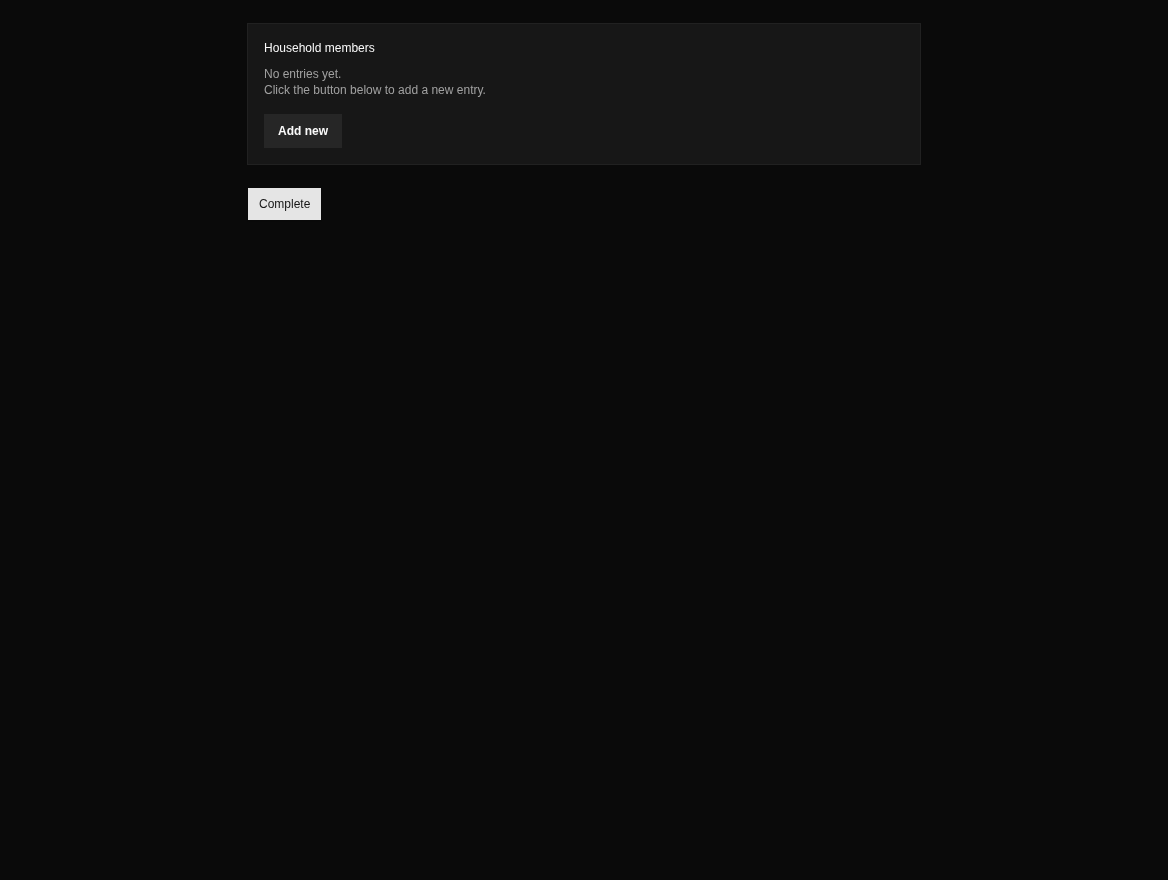 Household members
No entries yet.
Click the button below to add a new entry.
Add new
Complete